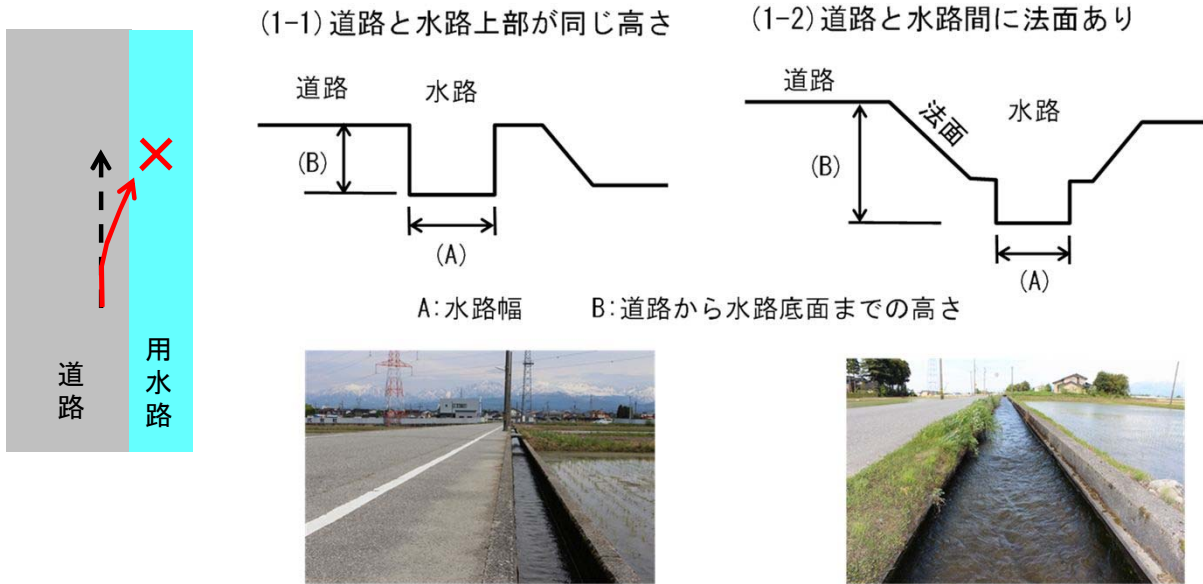 (1-1)道路と水路上部が同じ高さ
(1-2)道路と水路間に法面あり
道路
水路
(B)
(A)
道路
法面
水路
(B)
(A)
A:水路幅
B:道路から水路底面までの高さ
道路
用水路